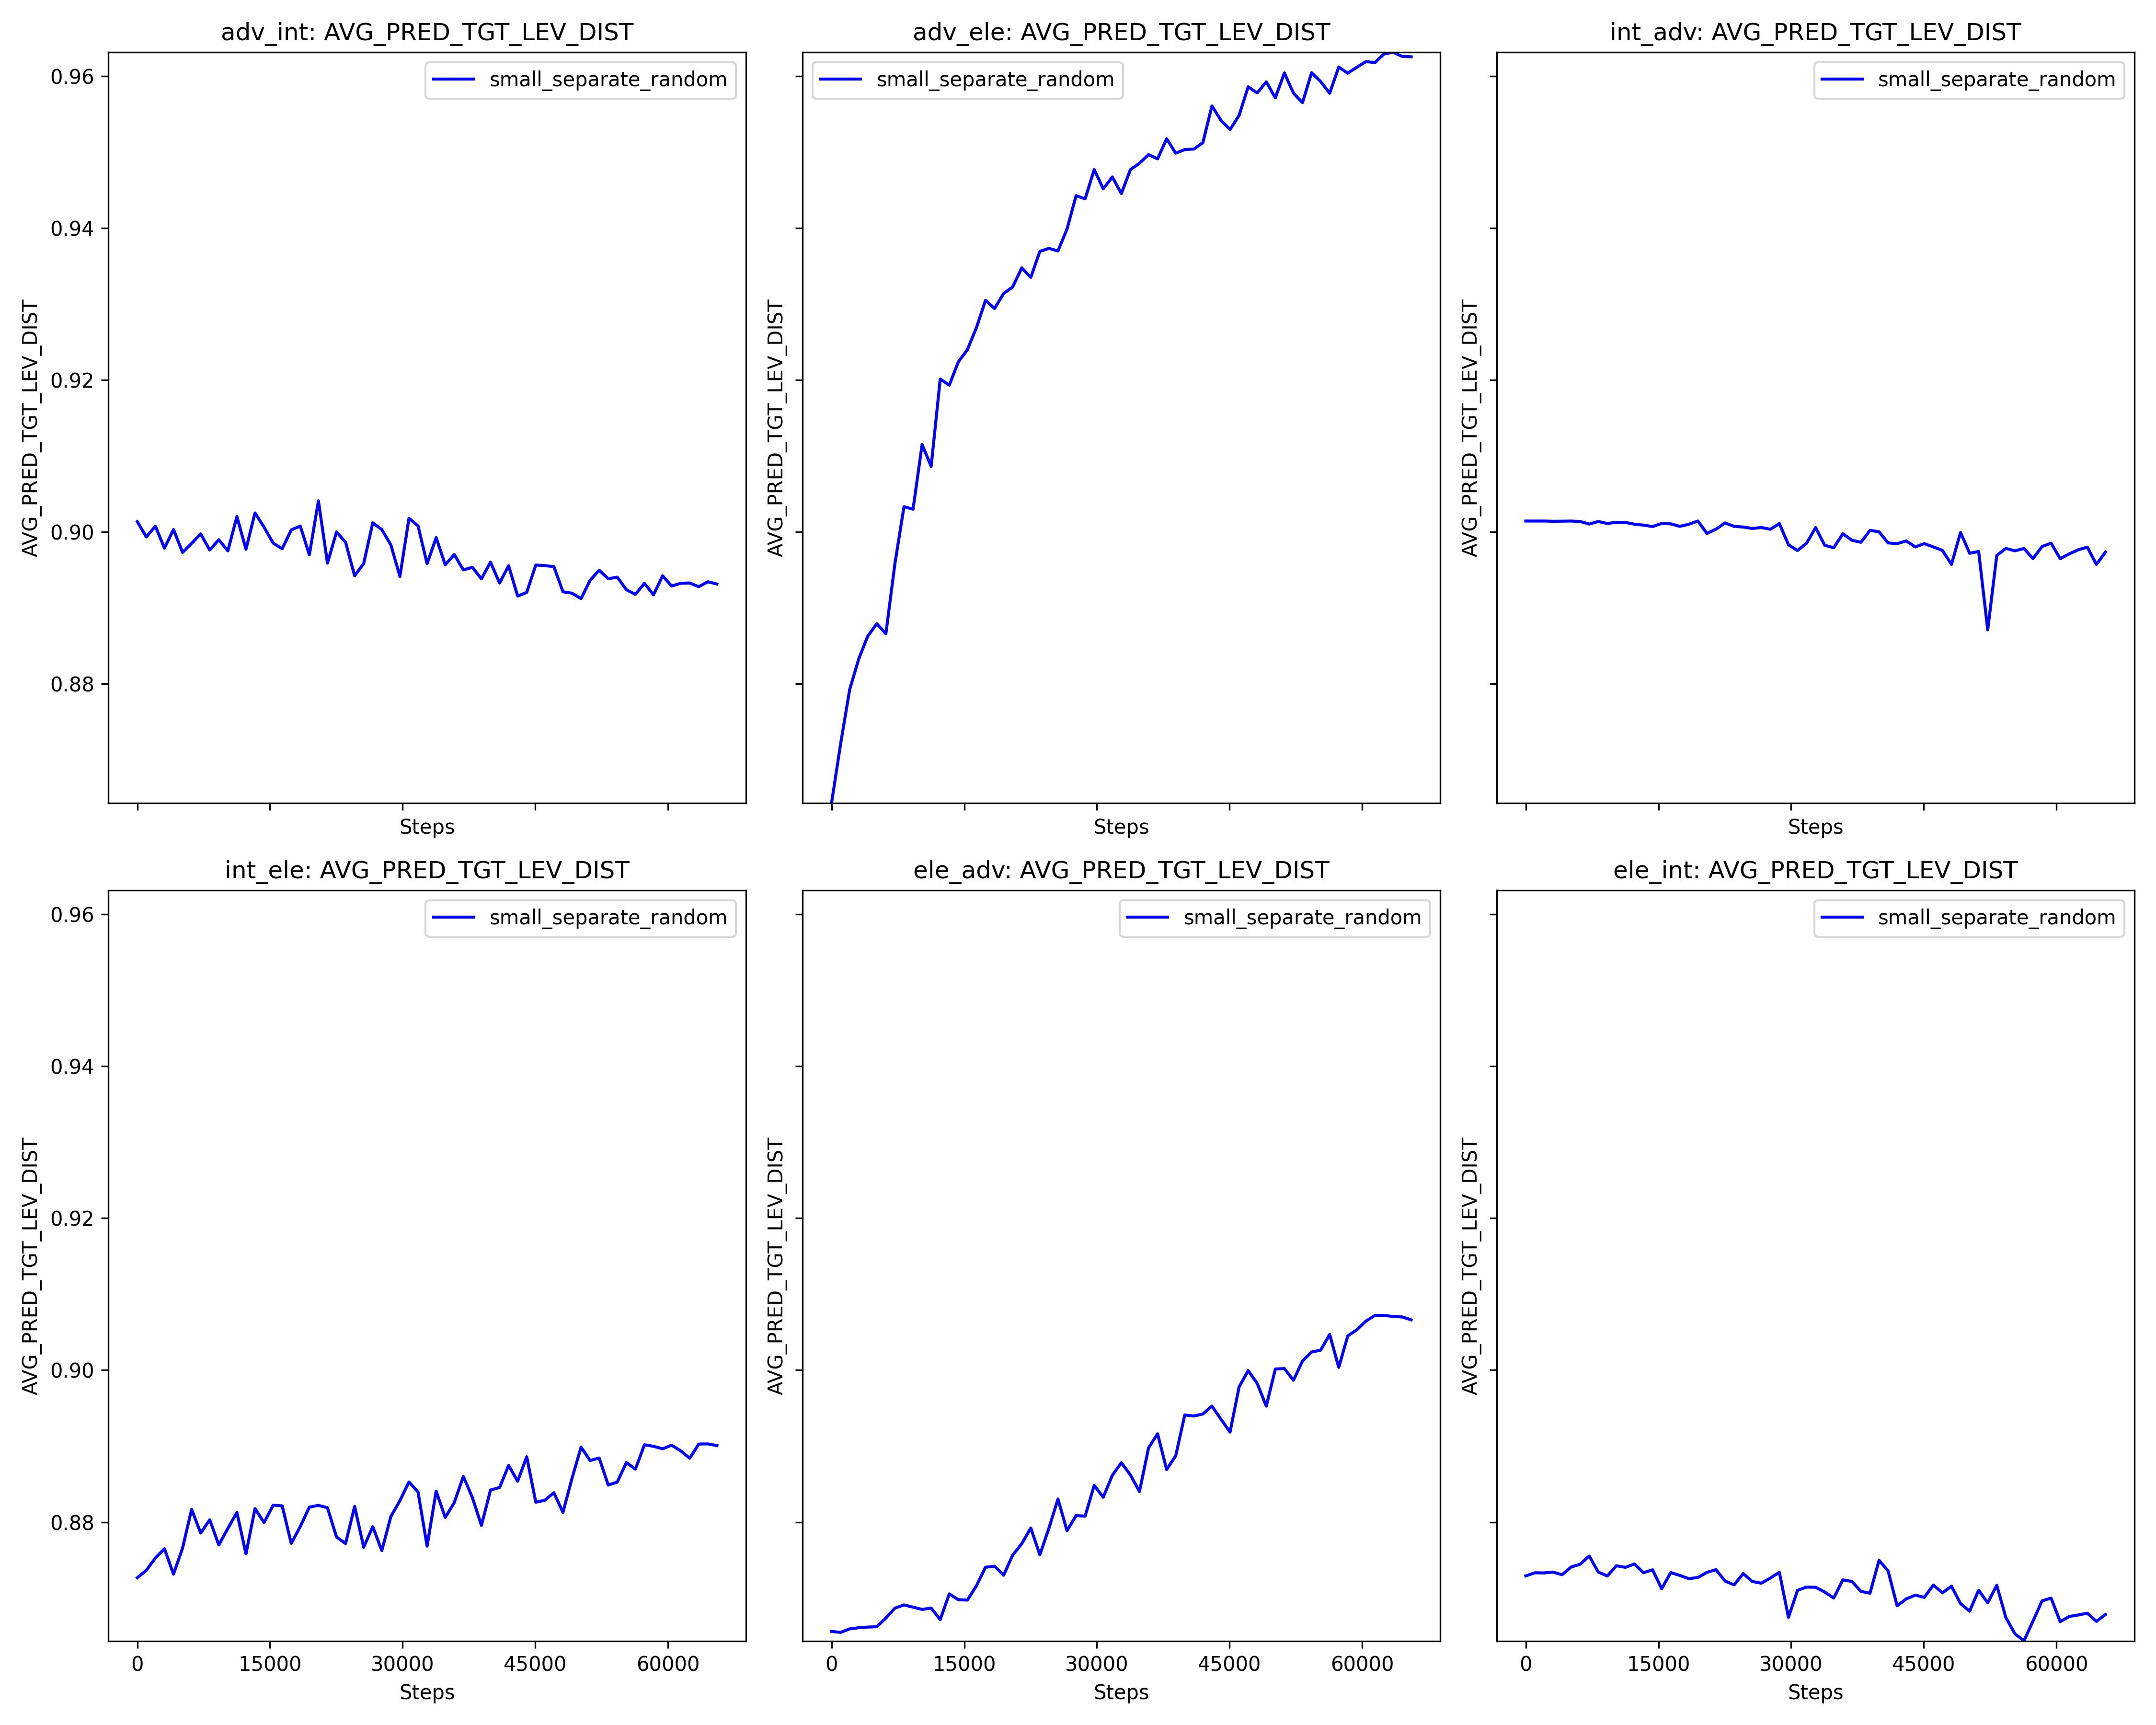 adv_int: AVG_PRED_TGT_LEV_DIST
adv_ele: AVG_PRED_TGT_LEV_DIST
int_adv: AVG_PRED_TGT_LEV_DIST
small_separate_random
small_separate_random
small_separate_random
AVG_PRED_TGT_LEV_DIST
0.96
0.94
0.92
0.90
0.88
AVG_PRED_TGT_LEV_DIST
AVG_PRED_TGT_LEV_DIST
Steps
Steps
Steps
int_ele: AVG_PRED_TGT_LEV_DIST
ele_adv: AVG_PRED_TGT_LEV_DIST
ele_int: AVG_PRED_TGT_LEV_DIST
small_separate_random
small_separate_random
small_separate_random
AVG_PRED_TGT_LEV_DIST
0.96
0.94
0.92
0.90
0.88
AVG_PRED_TGT_LEV_DIST
AVG_PRED_TGT_LEV_DIST
0 15000 30000 45000 60000
0 15000 30000 45000 60000
0 15000 30000 45000 60000
Steps
Steps
Steps